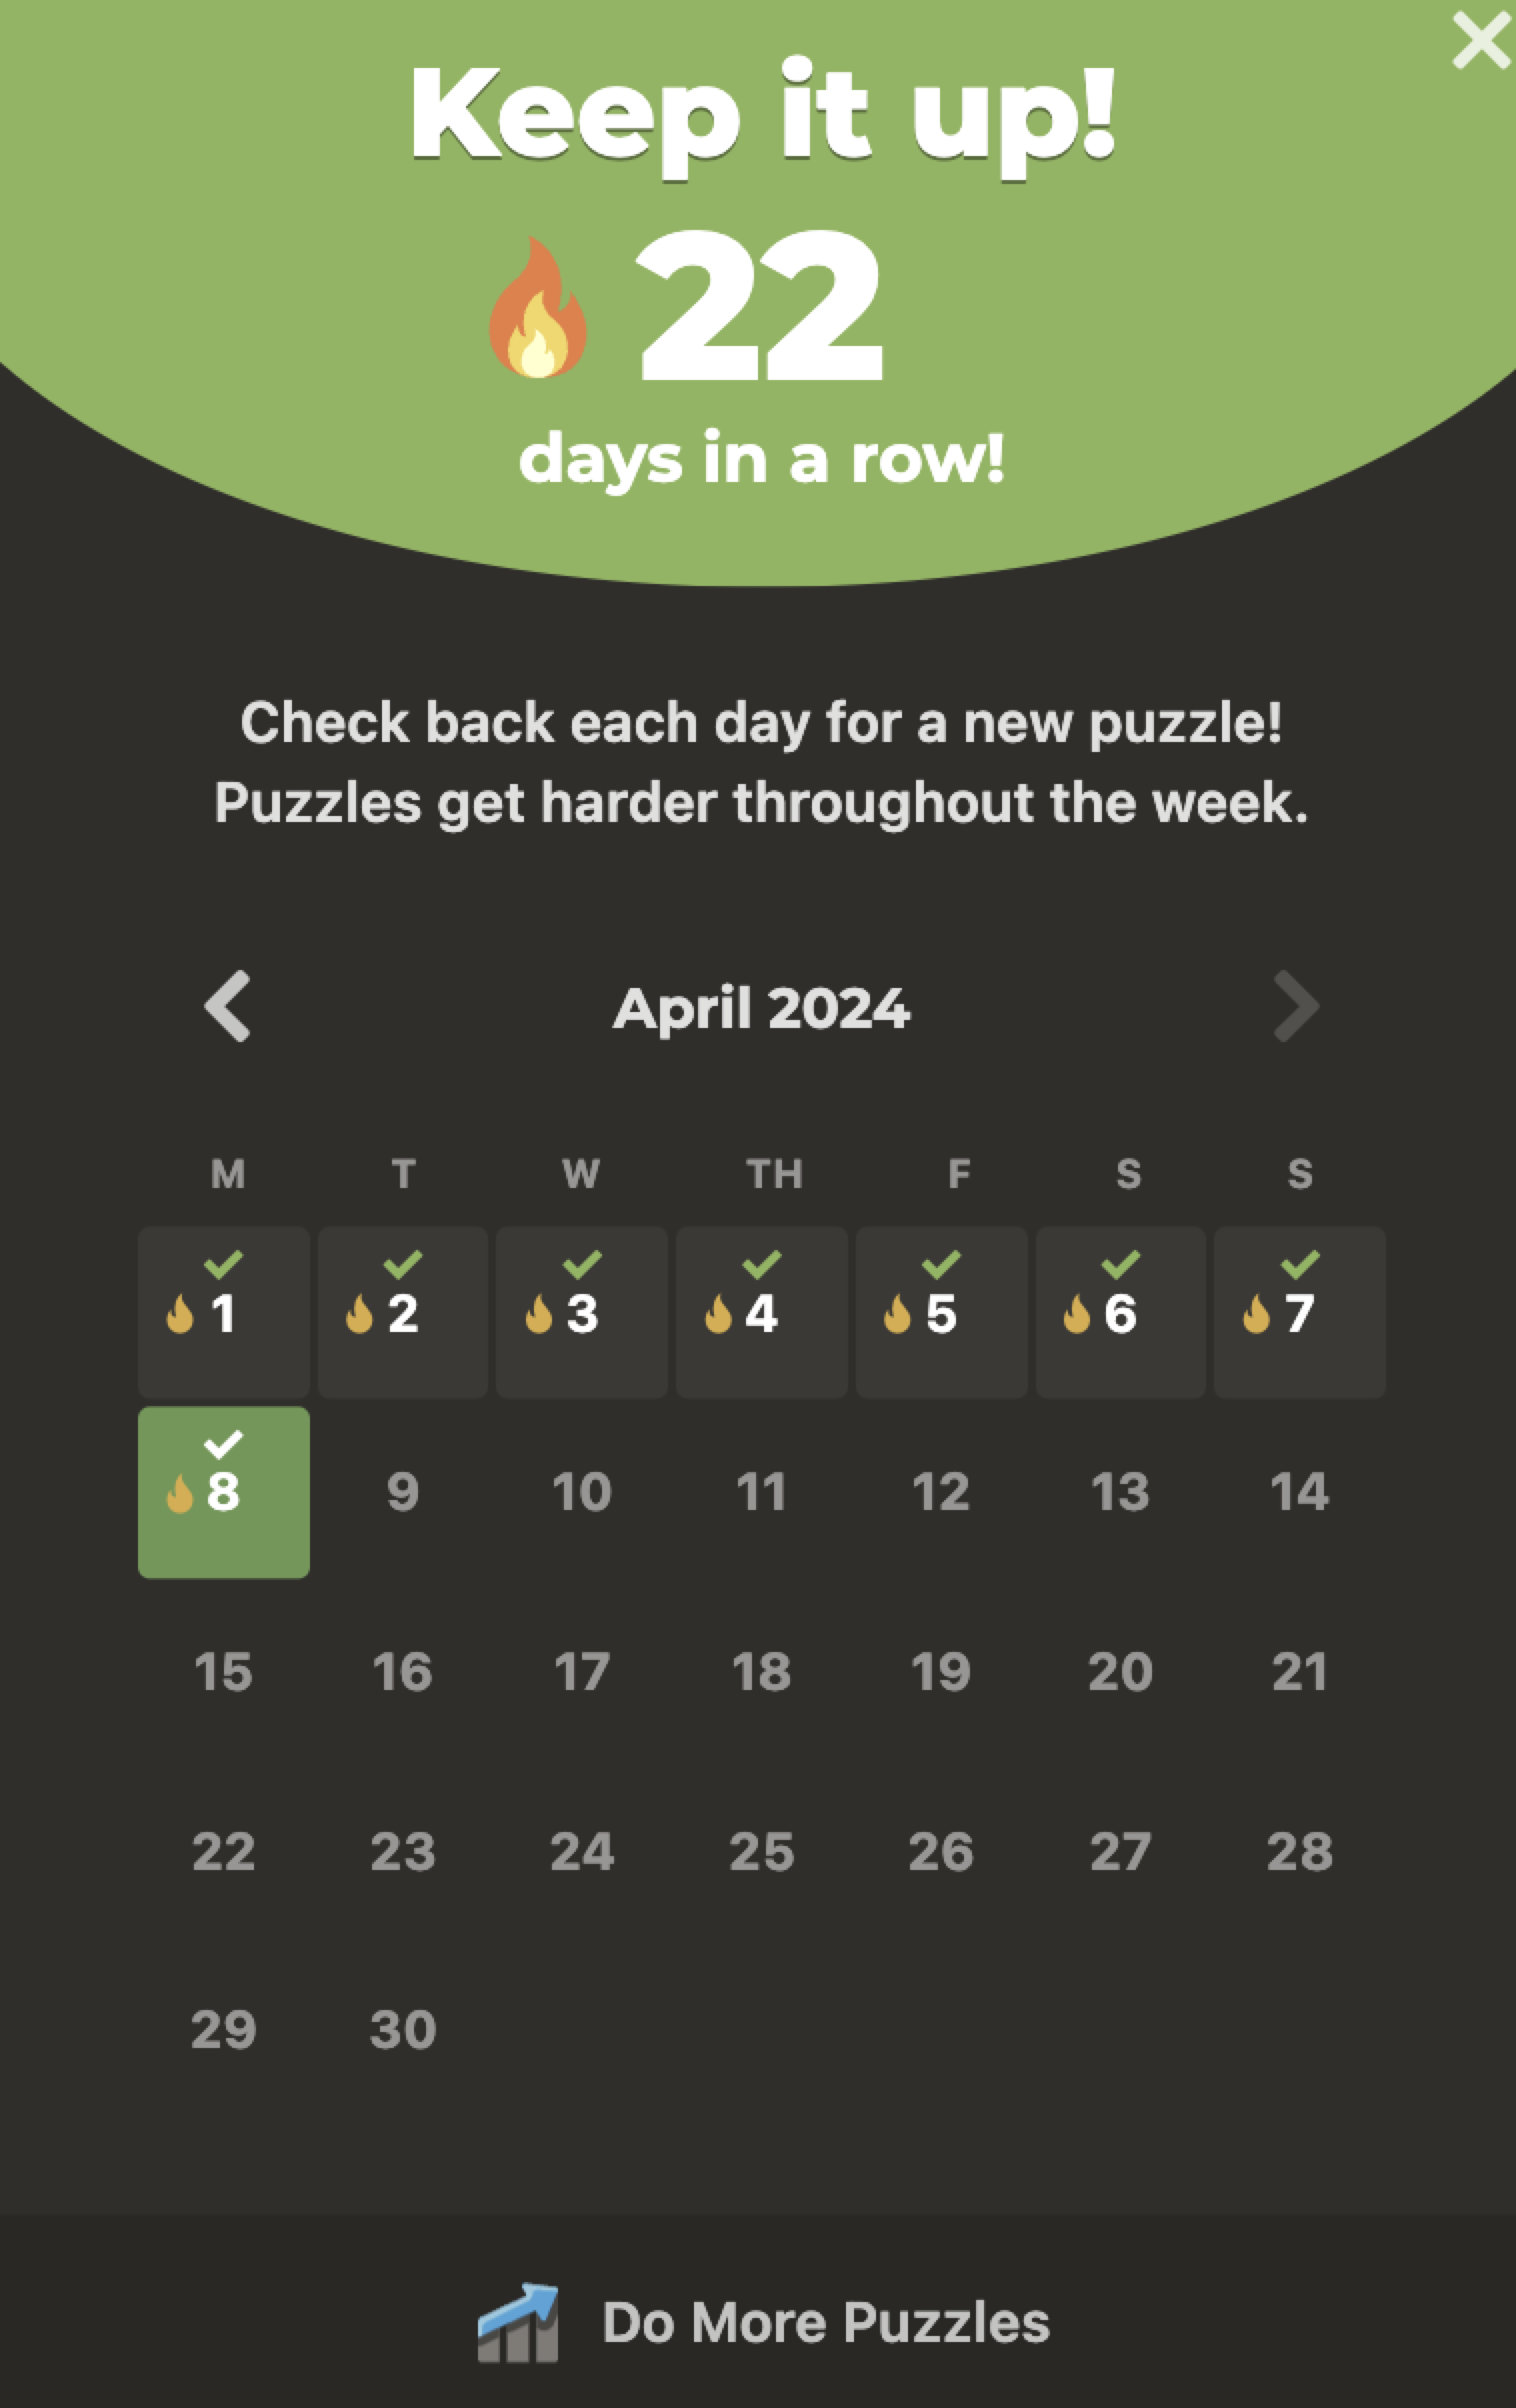 Keep it up!
22
days in a row!
Check back each day for a new puzzle!
Puzzles get harder throughout the week.
April 2024
M T W TH F S S
1 2 3 4 5 6 7
8 9 10 11 12 13 14
15 16 17 18 19 20 21
22 23 24 25 26 27 28
29 30
Do More Puzzles